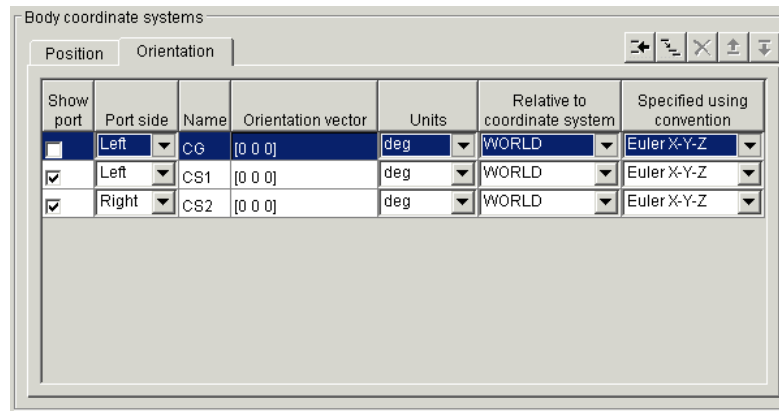 Body coordinate systems
Position Orientation
Show port Port side Name Orientation vector Units Relative to coordinate system Specified using convention
Left CG [0 0 0] deg WORLD Euler X-Y-Z
Left CS1 [0 0 0] deg WORLD Euler X-Y-Z
Right CS2 [0 0 0] deg WORLD Euler X-Y-Z